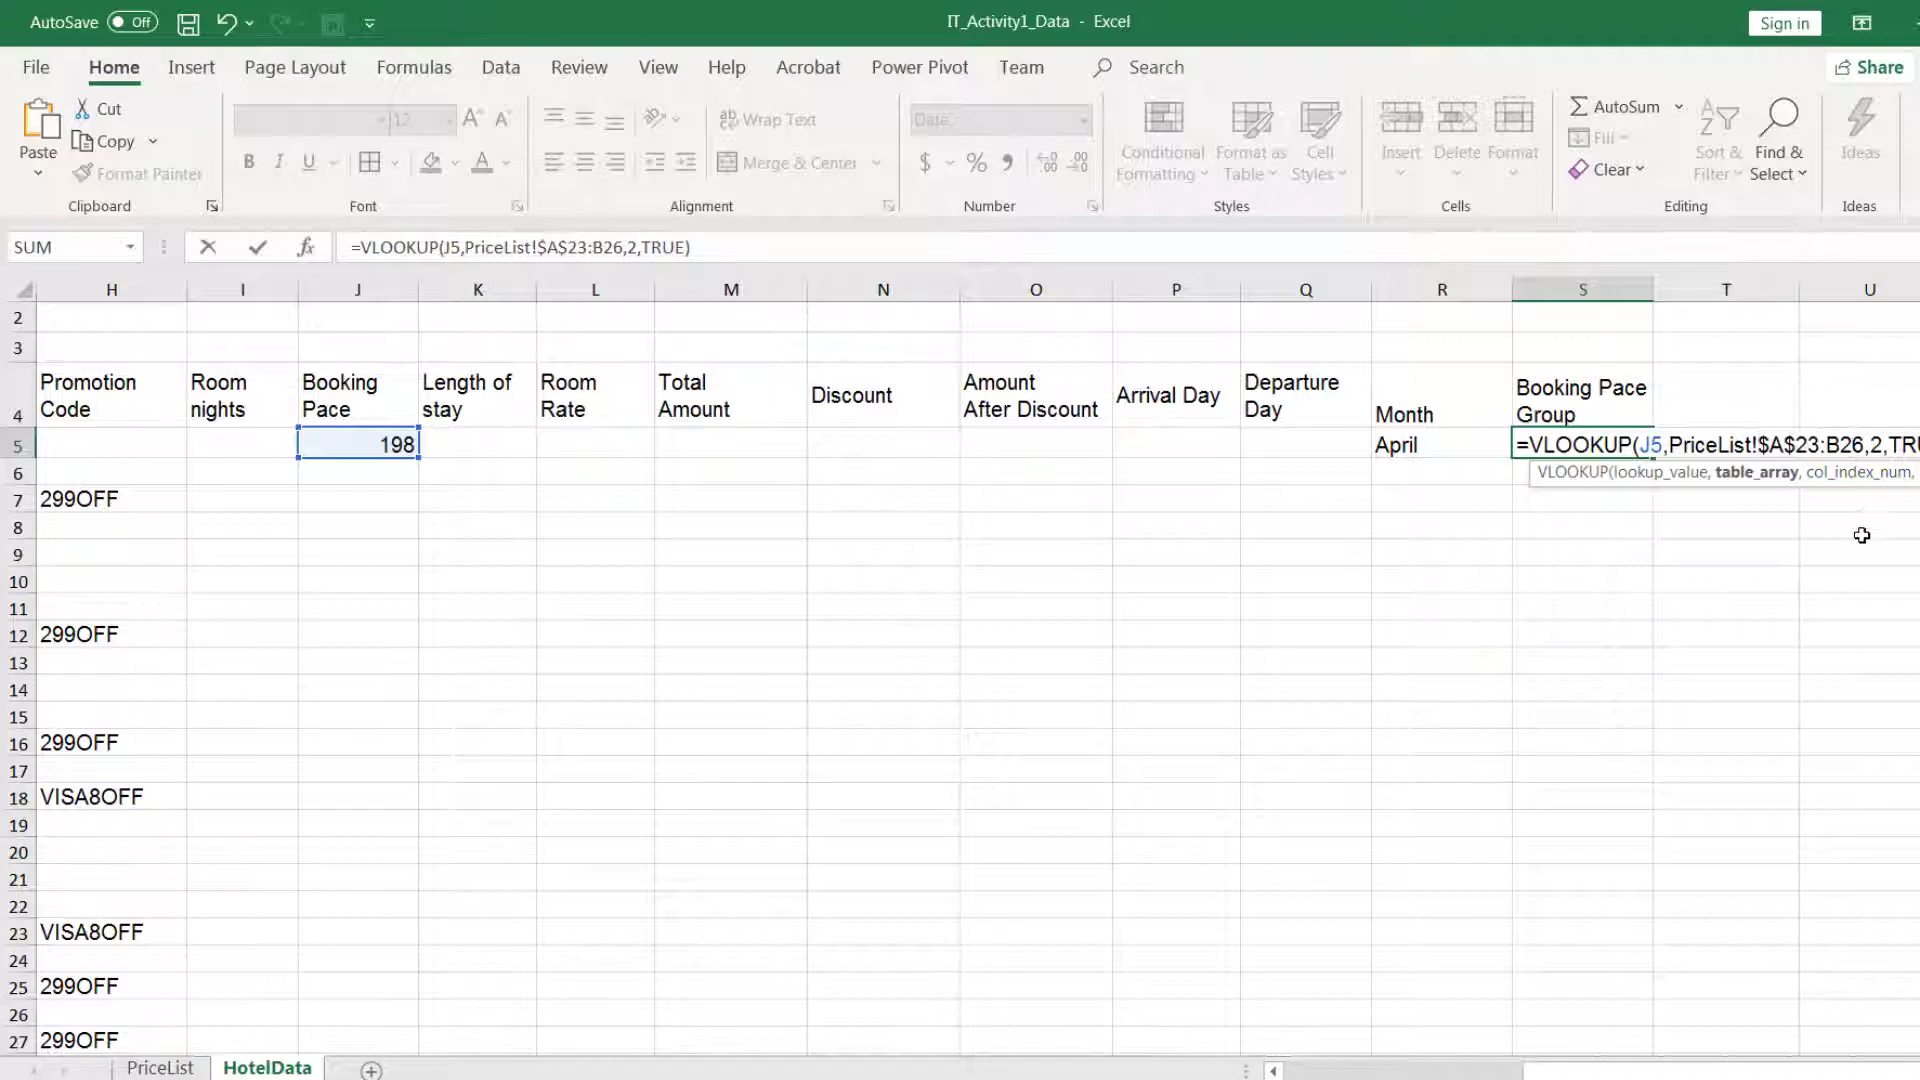 AutoSave Off
IT_Activity1_Data - Excel
Sign in
File Home Insert Page Layout Formulas Data Review View Help Acrobat Power Pivot Team Search Share
Paste
Cut
Copy
Format Painter
Clipboard
12
B I U
Font
Wrap Text
Merge & Center
Alignment
Date
Number
Conditional Formatting
Format as Table
Cell Styles
Styles
Insert
Delete
Format
Cells
AutoSum
Fill
Clear
Sort & Filter
Find & Select
Editing
Ideas
Ideas
SUM
=VLOOKUP(J5,PriceList!$A$23:B26,2,TRUE)
H I J K L M N O P Q R S T U
2
3
4 Promotion Code Room nights Booking Pace Length of stay Room Rate Total Amount Discount Amount After Discount Arrival Day Departure Day Month Booking Pace Group
5 198 April =VLOOKUP(J5,PriceList!$A$23:B26,2,TRU
VLOOKUP(lookup_value, table_array, col_index_num,
6
7 299OFF
8
9
10
11
12 299OFF
13
14
15
16 299OFF
17
18 VISA8OFF
19
20
21
22
23 VISA8OFF
24
25 299OFF
26
27 299OFF
PriceList HotelData